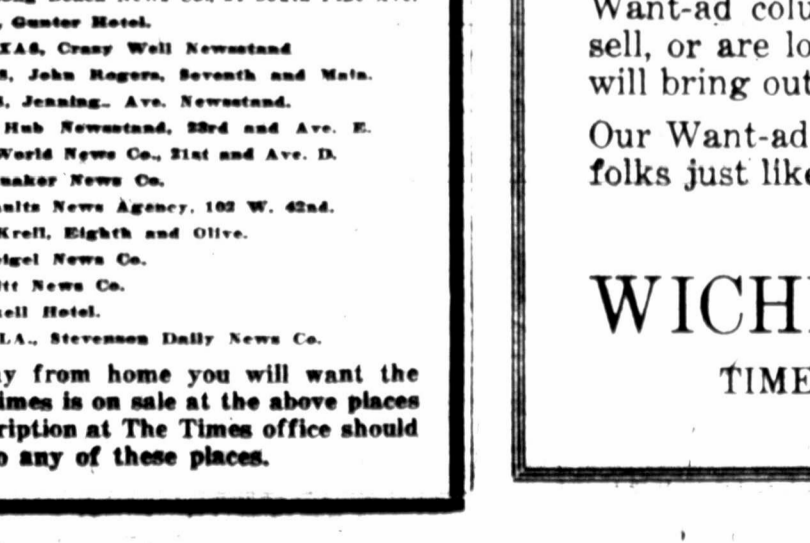 Gunter Hotel.
XAS, Crazy Well Newsstand
S, John Rogers, Seventh and Main.
Jenning_ Ave. Newsstand.
Hub Newsstand, 23rd and Ave. E.
World News Co., 21st and Ave. D.
maker News Co.
aults News Agency, 102 W. 42nd.
Krell, Eighth and Olive.
igel News Co.
itt News Co.
ell Hotel.
LA., Stevenson Daily News Co.
y from home you will want the
imes is on sale at the above places
ription at The Times office should
o any of these places.
Want-ad colu
sell, or are lo
will bring out
Our Want-ad
folks just like
WICH
TIME